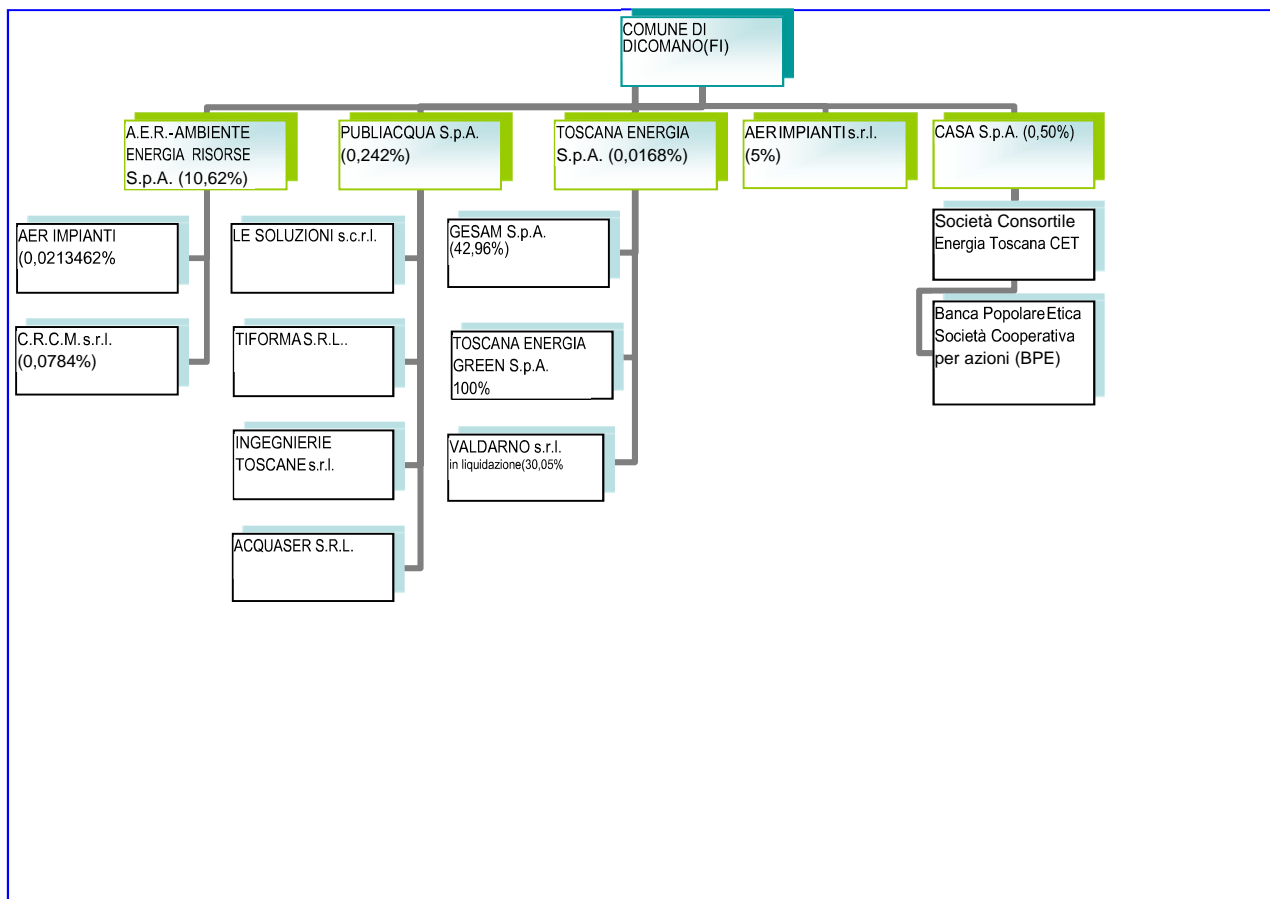 COMUNE DI
DICOMANO(FI)
A.E.R.-AMBIENTE
ENERGIA RISORSE
S.p.A. (10,62%)
PUBLIACQUA S.p.A.
(0,242%)
TOSCANA ENERGIA
S.p.A. (0,0168%)
AER IMPIANTI s.r.l.
(5%)
CASA S.p.A. (0,50%)
AER IMPIANTI
(0,0213462%
C.R.C.M. s.r.l.
(0,0784%)
LE SOLUZIONI s.c.r.l.
TIFORMA S.R.L..
INGEGNIERIE
TOSCANE s.r.l.
ACQUASER S.R.L.
GESAM S.p.A.
(42,96%)
TOSCANA ENERGIA
GREEN S.p.A.
100%
VALDARNO s.r.l.
in liquidazione(30,05%
Società Consortile
Energia Toscana CET
Banca Popolare Etica
Società Cooperativa
per azioni (BPE)